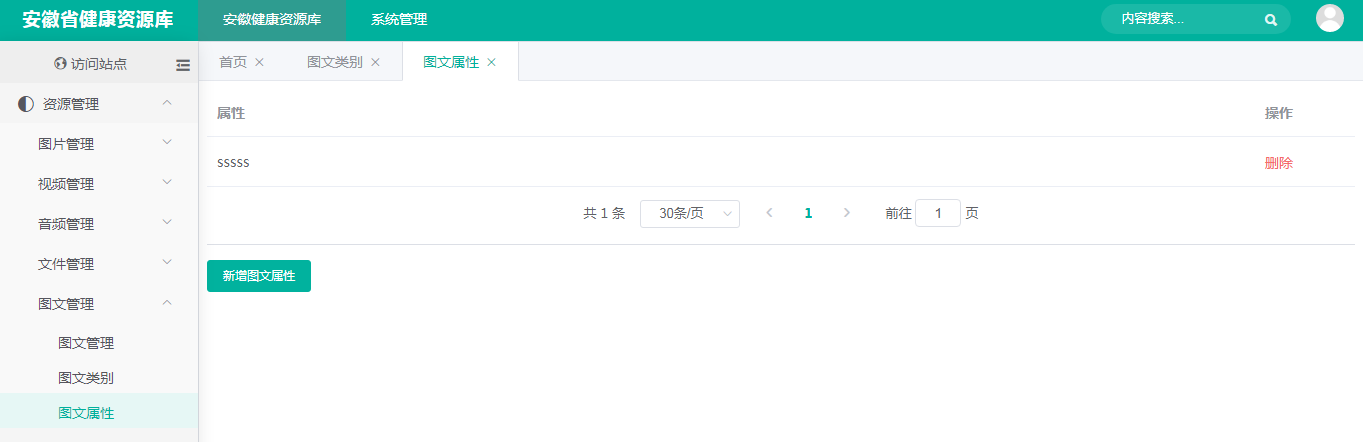 安徽省健康资源库 安徽健康资源库 系统管理 内容搜索...
访问站点
首页 图文类别 图文属性
资源管理
图片管理
视频管理
音频管理
文件管理
图文管理
图文管理
图文类别
图文属性
属性 操作
sssss 删除
共 1 条 30条/页 1 前往 1 页
新增图文属性